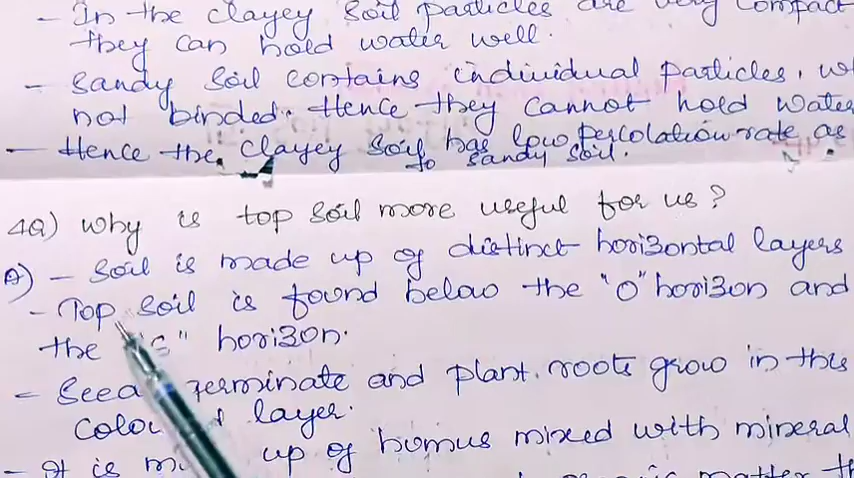 - In the clayey soil particles are very compact
they can hold water well.
- Sandy soil contains individual particles,
not binded. Hence they cannot hold water
- Hence the clayey soil has low percolation rate as
to sandy soil.
4Q) Why is top soil more useful for us?
A) - Soil is made up of distinct horizontal layers
- Top soil is found below the "O" horizon and
the horizon.
- germinate and plant roots grow in this
layer.
- It is up of humus mixed with mineral
matter